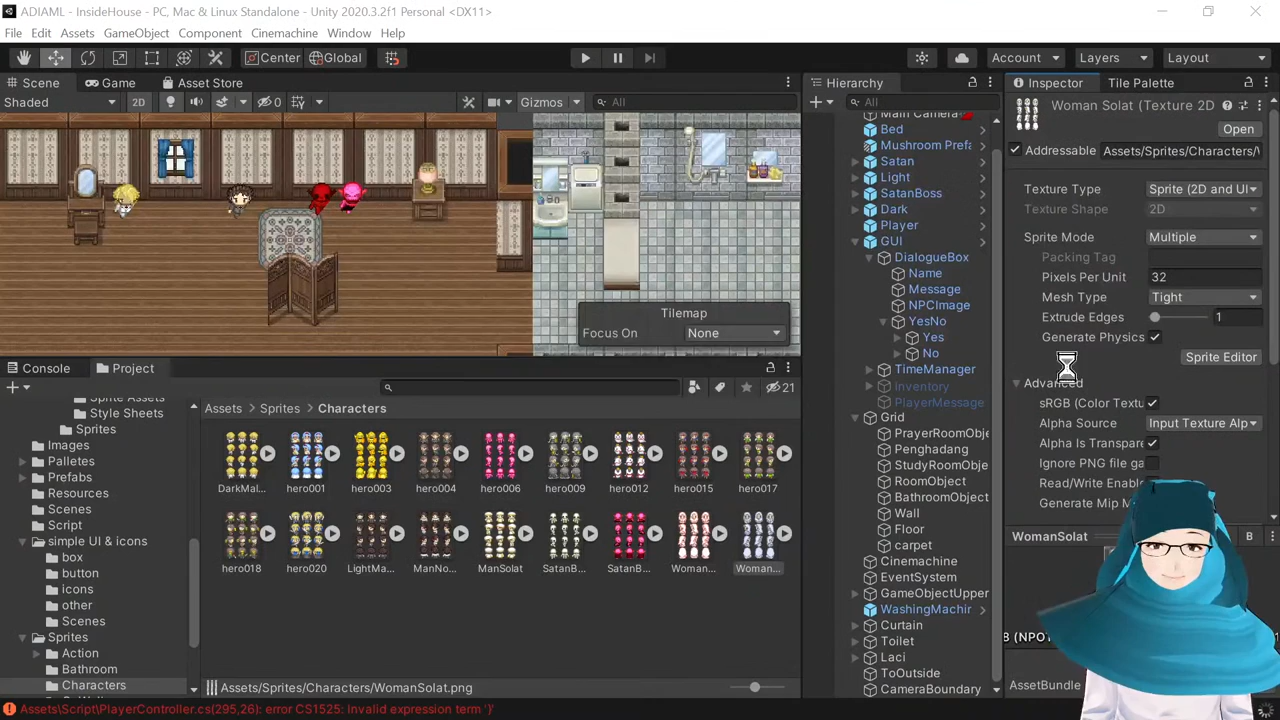 ADIAML - InsideHouse - PC, Mac & Linux Standalone - Unity 2020.3.2f1 Personal <DX11>
File Edit Assets GameObject Component Cinemachine Window Help
Center Global Account Layers Layout
Scene Game Asset Store
Shaded 2D 0 Gizmos All
Tilemap
Focus On None
Console Project
21
Sprite Assets
Style Sheets
Sprites
Images
Palletes
Prefabs
Resources
Scenes
Script
simple UI & icons
box
button
icons
other
Scenes
Sprites
Action
Bathroom
Characters
Assets > Sprites > Characters
DarkMal... hero001 hero003 hero004 hero006 hero009 hero012 hero015 hero017
hero018 hero020 LightMa... ManNo... ManSolat SatanB... SatanB... Woman... Woman...
Assets/Sprites/Characters/WomanSolat.png
Hierarchy
All
Main Camera
Bed
Mushroom Prefa
Satan
Light
SatanBoss
Dark
Player
GUI
DialogueBox
Name
Message
NPCImage
YesNo
Yes
No
TimeManager
Inventory
PlayerMessage
Grid
PrayerRoomObje
Penghadang
StudyRoomObje
RoomObject
BathroomObject
Wall
Floor
carpet
Cinemachine
EventSystem
GameObjectUpper
WashingMachin
Curtain
Toilet
Laci
ToOutside
CameraBoundary
Inspector Tile Palette
Woman Solat (Texture 2D
Open
Addressable Assets/Sprites/Characters/
Texture Type Sprite (2D and UI
Texture Shape 2D
Sprite Mode Multiple
Packing Tag
Pixels Per Unit 32
Mesh Type Tight
Extrude Edges 1
Generate Physics
Sprite Editor
Advanced
sRGB (Color Textu
Alpha Source Input Texture Alp
Alpha Is Transpare
Ignore PNG file ga
Read/Write Enable
Generate Mip M
WomanSolat B
8 (NPO
AssetBundle
Assets\Script\PlayerController.cs(295,26): error CS1525: Invalid expression term '}'